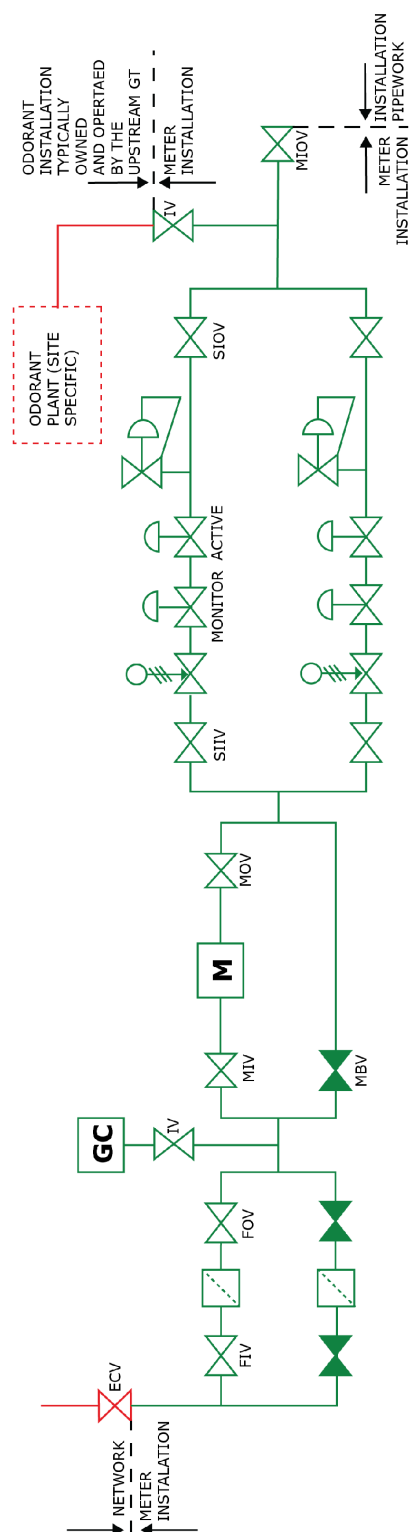 NETWORK
METER
INSTALATION
ECV
FIV
FOV
GC
IV
MIV
M
MOV
MBV
SIIV
MONITOR
ACTIVE
SIOV
ODORANT
PLANT (SITE
SPECIFIC)
IV
ODORANT
INSTALLATION
TYPICALLY
OWNED
AND OPERTAED
BY THE
UPSTREAM GT
METER
INSTALLATION
MIOV
INSTALLATION
PIPEWORK
METER
INSTALLATION